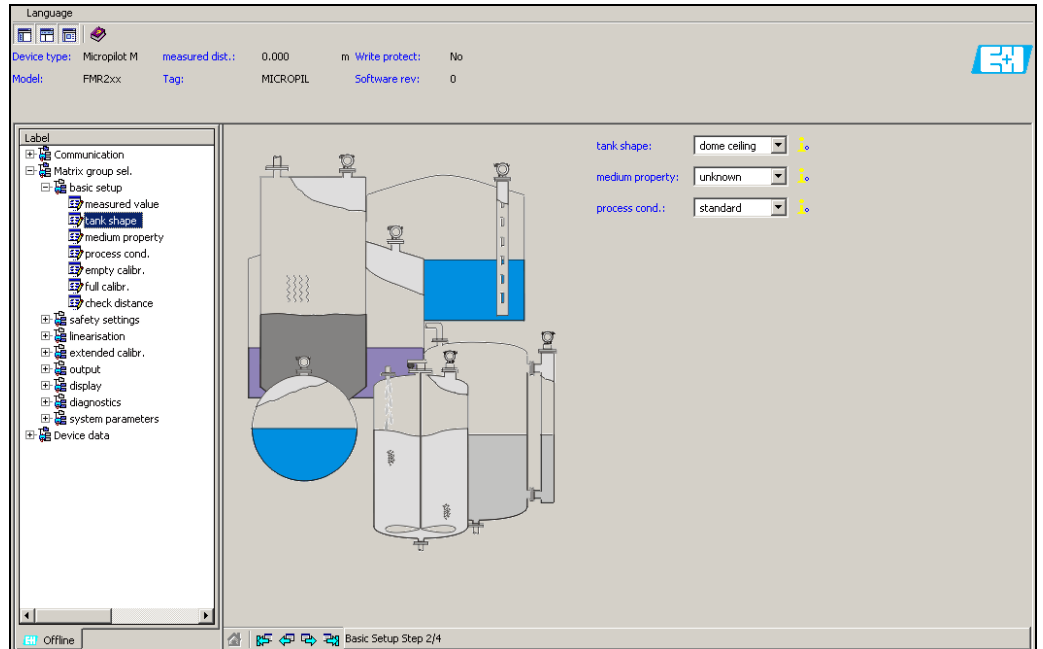 Language
Device type: Micropilot M measured dist.: 0.000 m Write protect: No
Model: FMR2xx Tag: MICROPIL Software rev: 0
E+H
Label
Communication
Matrix group sel.
basic setup
measured value
tank shape
medium property
process cond.
empty calibr.
full calibr.
check distance
safety settings
linearisation
extended calibr.
output
display
diagnostics
system parameters
Device data
tank shape: dome ceiling
medium property: unknown
process cond.: standard
Offline
Basic Setup Step 2/4